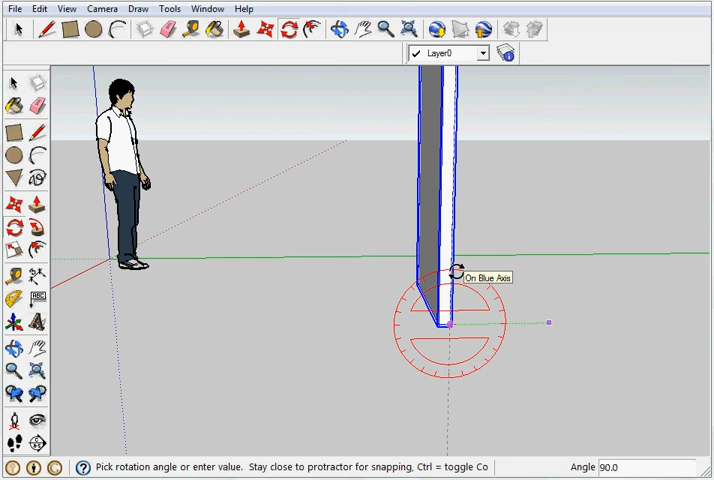 File Edit View Camera Draw Tools Window Help
Layer0
On Blue Axis
ABC
A
Pick rotation angle or enter value. Stay close to protractor for snapping, Ctrl = toggle Co Angle 90.0